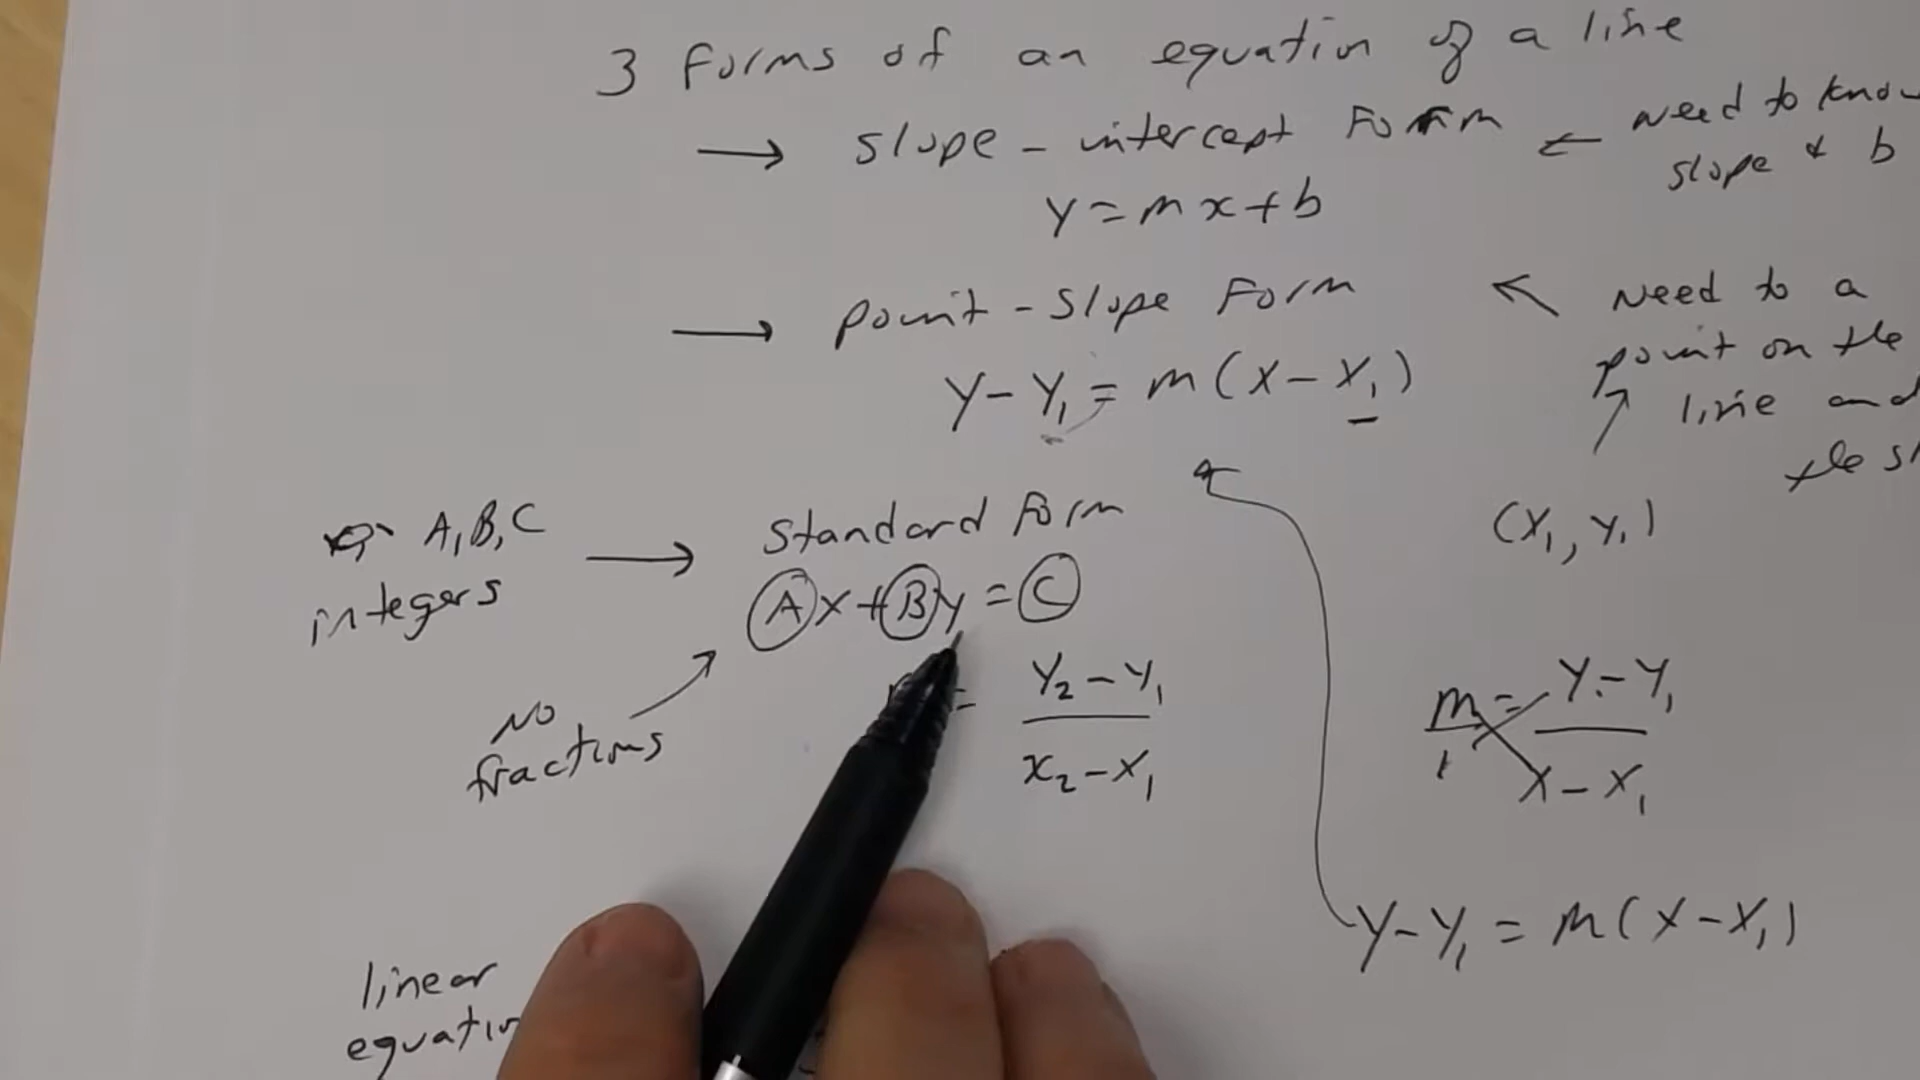 3 Forms of an equation of a line
→ slope-intercept Form ← need to know
slope & b
y = mx+b
→ point-slope Form ← Need to a
point on the
line and
the
y-y₁ = m(x-x₁)
(x₁, y₁)
A, B, C
integers → Standard Form
Ax+By = C
No
fractions
= y₂-y₁ / x₂-x₁
m/1 = y-y₁ / x-x₁
y-y₁ = m(x-x₁)
linear